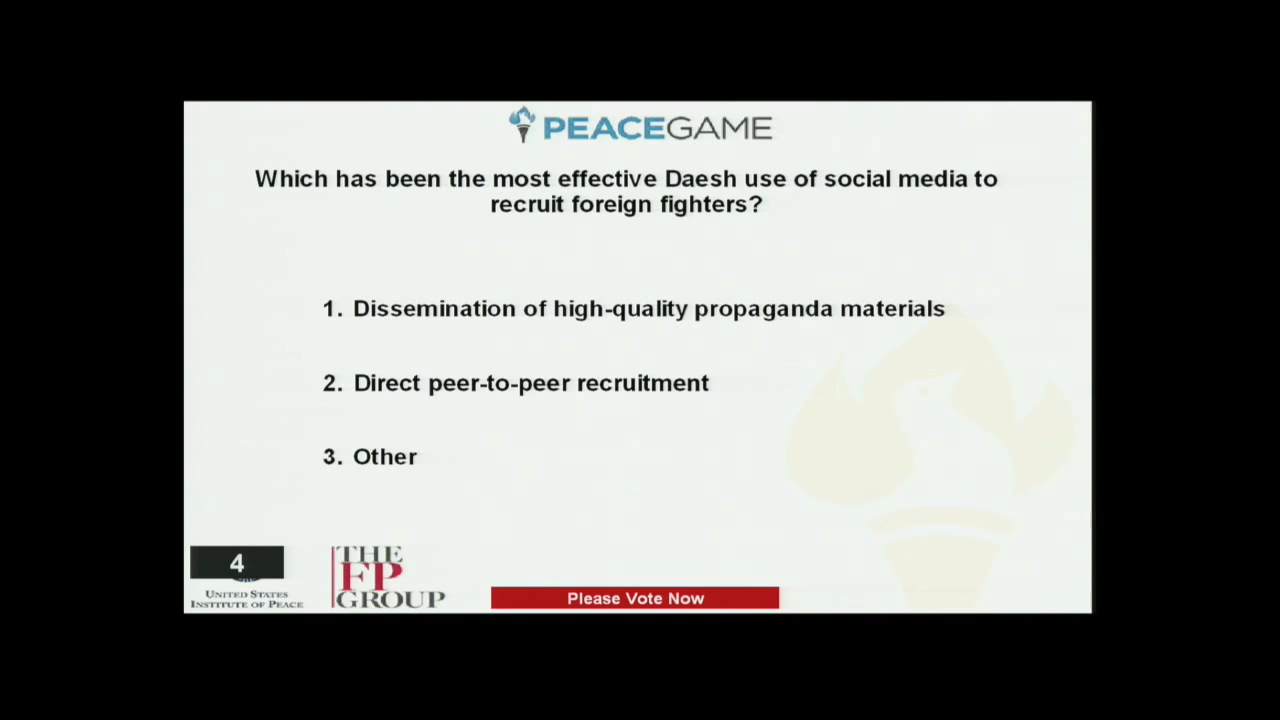 PEACEGAME
Which has been the most effective Daesh use of social media to
recruit foreign fighters?
1. Dissemination of high-quality propaganda materials
2. Direct peer-to-peer recruitment
3. Other
4
UNITED STATES
INSTITUTE OF PEACE
THE
FP
GROUP
Please Vote Now